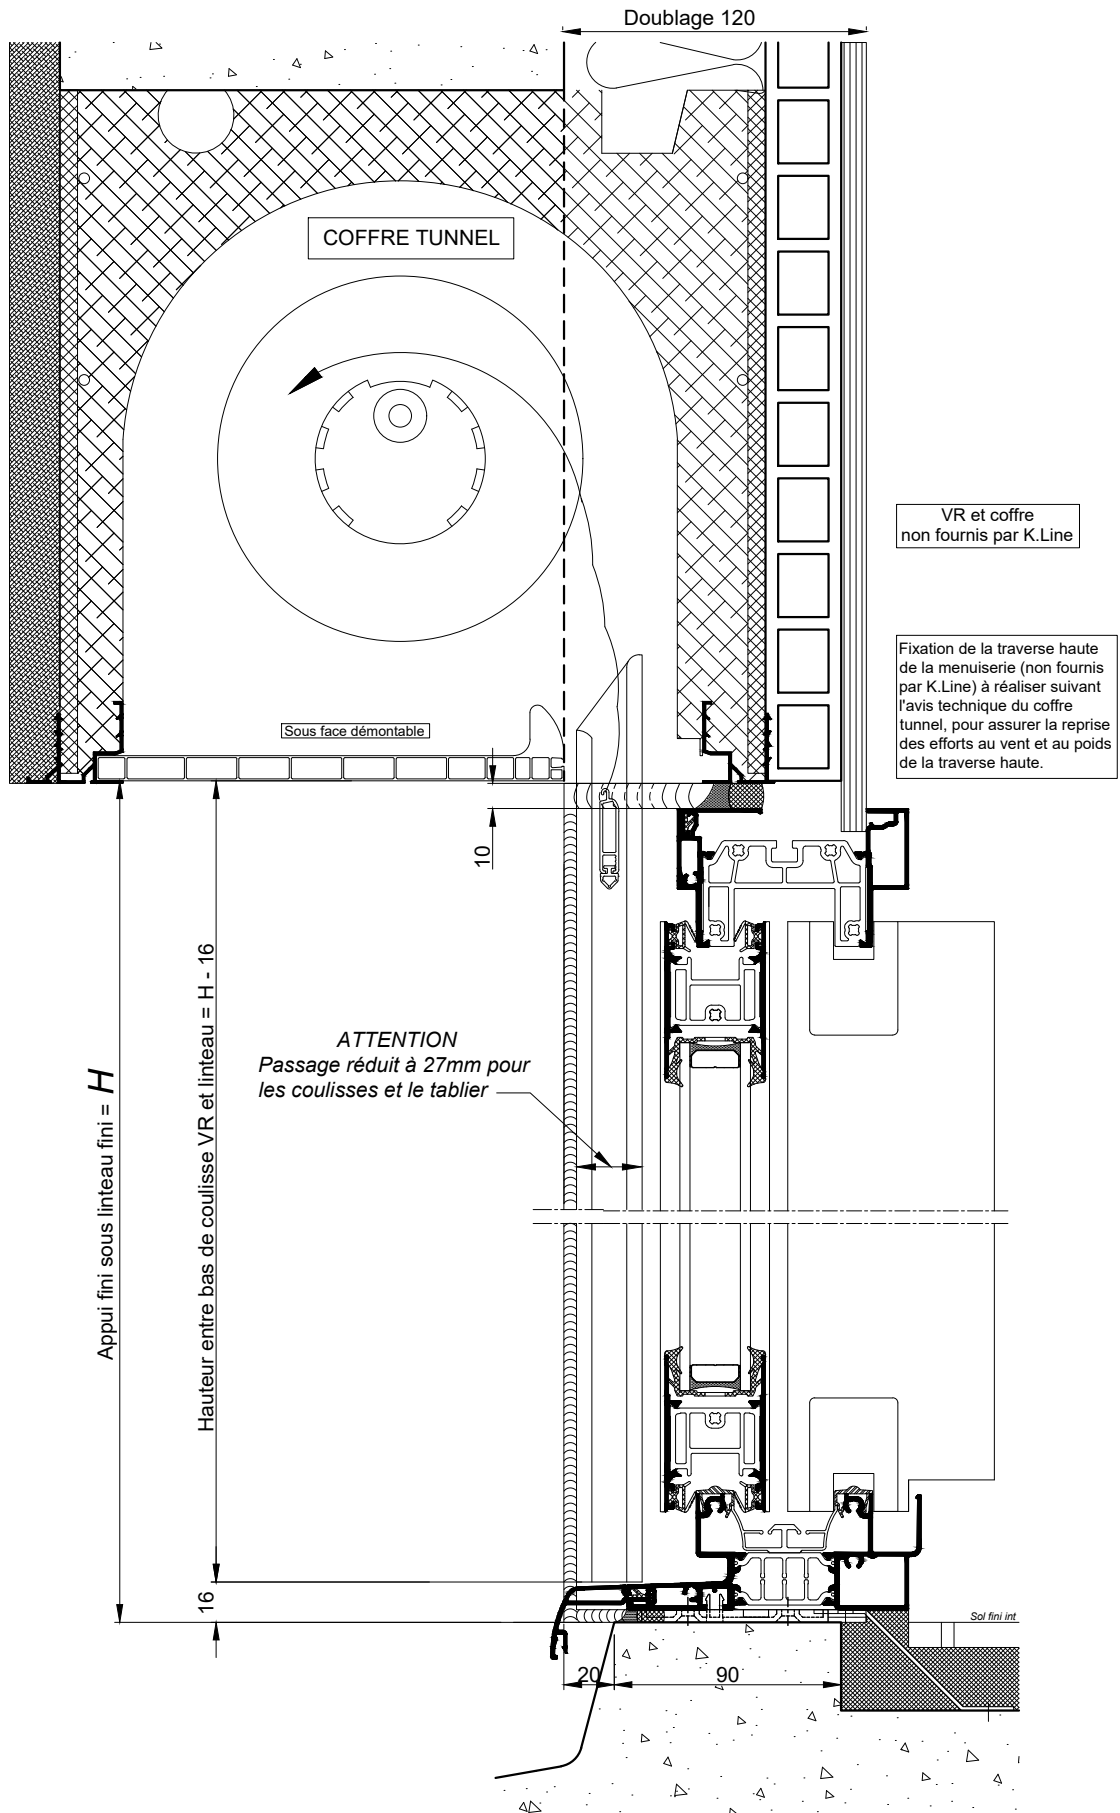 Doublage 120
COFFRE TUNNEL
VR et coffre
non fournis par K.Line
Fixation de la traverse haute
de la menuiserie (non fournis
par K.Line) à réaliser suivant
l'avis technique du coffre
tunnel, pour assurer la reprise
des efforts au vent et au poids
de la traverse haute.
Sous face démontable
10
ATTENTION
Passage réduit à 27mm pour
les coulisses et le tablier
Appui fini sous linteau fini = H
Hauteur entre bas de coulisse VR et linteau = H - 16
16
Sol fini int
20
90